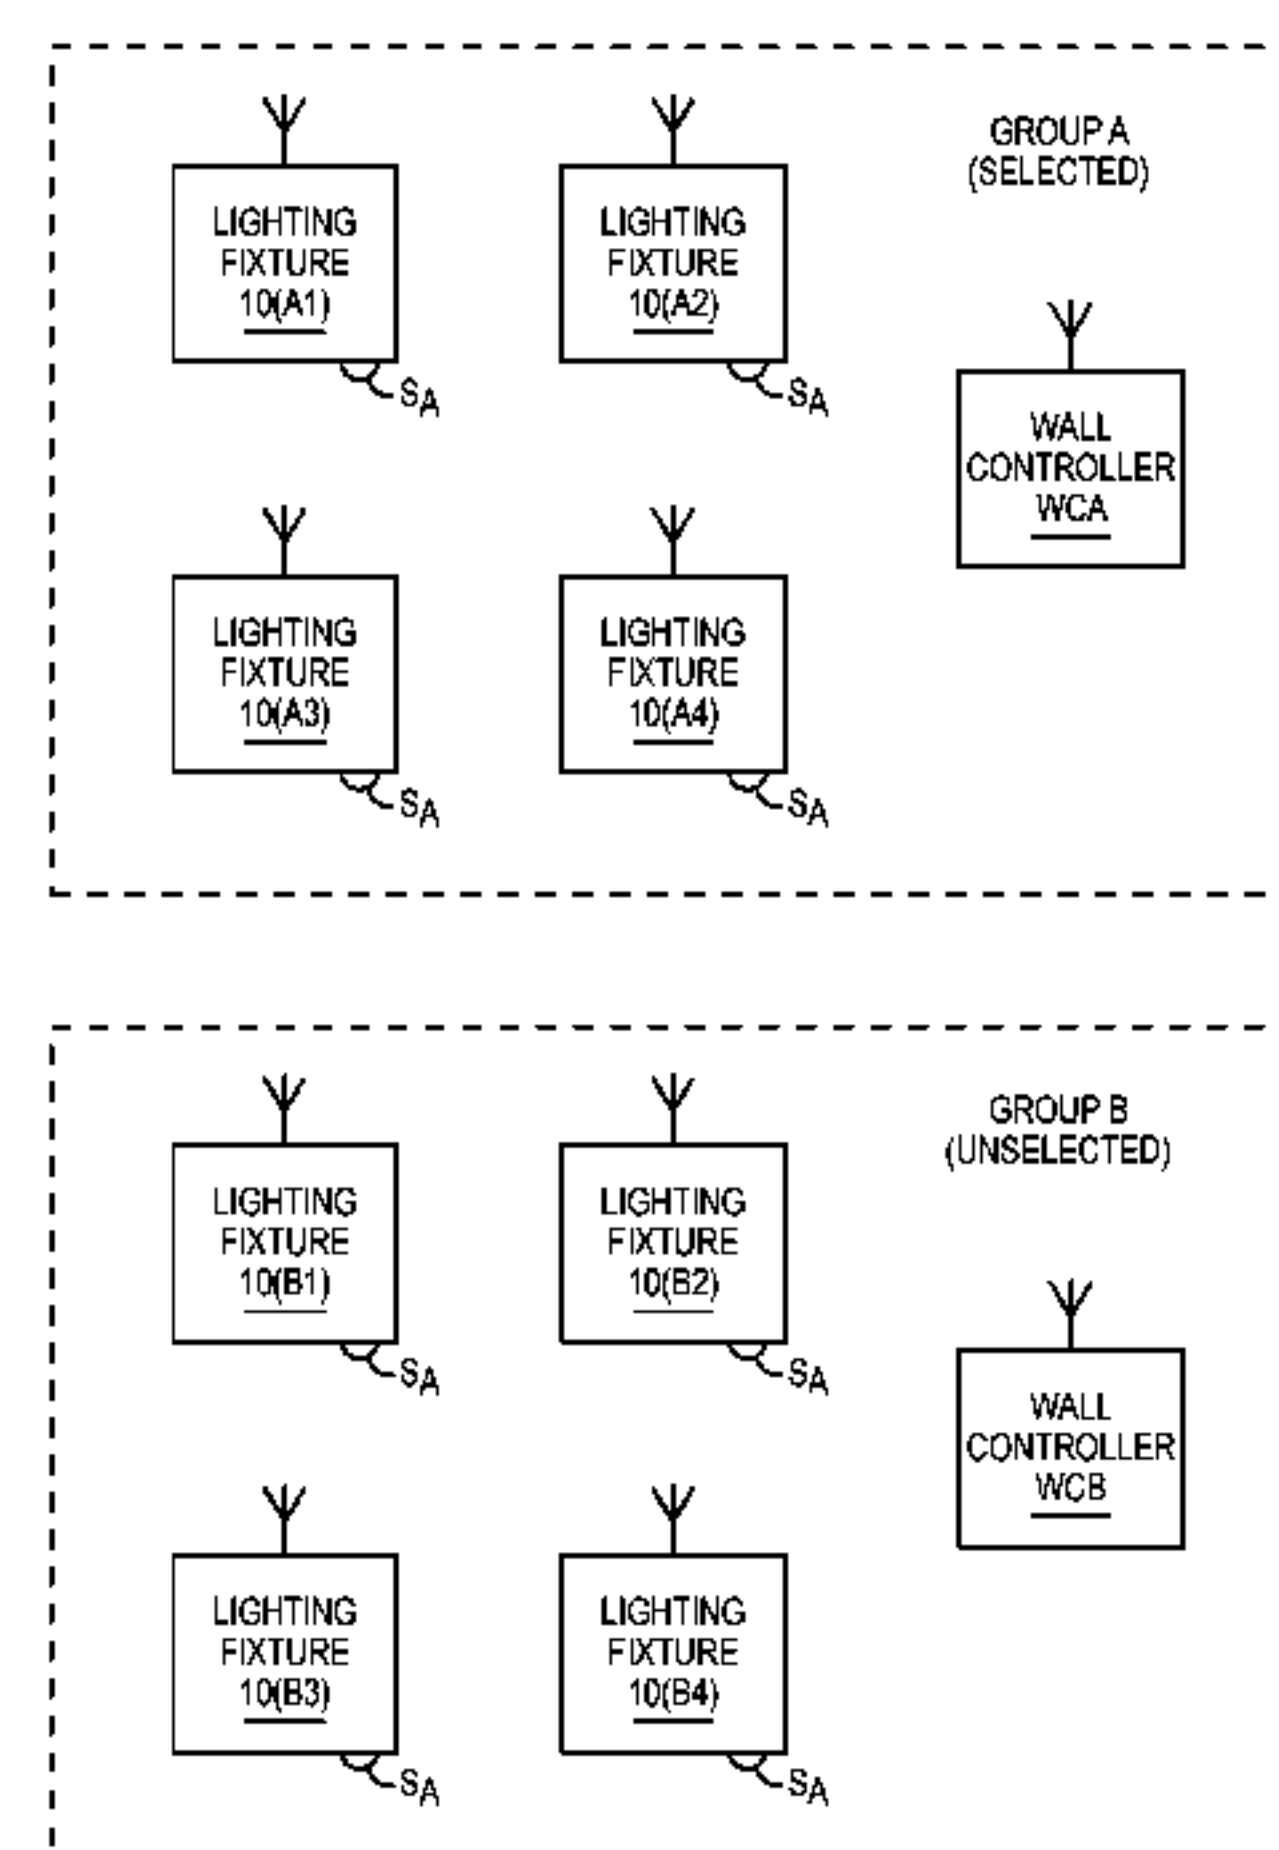 GROUP A
(SELECTED)
LIGHTING
FIXTURE
10(A1)
SA
LIGHTING
FIXTURE
10(A2)
SA
WALL
CONTROLLER
WCA
LIGHTING
FIXTURE
10(A3)
SA
LIGHTING
FIXTURE
10(A4)
SA
GROUP B
(UNSELECTED)
LIGHTING
FIXTURE
10(B1)
SA
LIGHTING
FIXTURE
10(B2)
SA
WALL
CONTROLLER
WCB
LIGHTING
FIXTURE
10(B3)
SA
LIGHTING
FIXTURE
10(B4)
SA